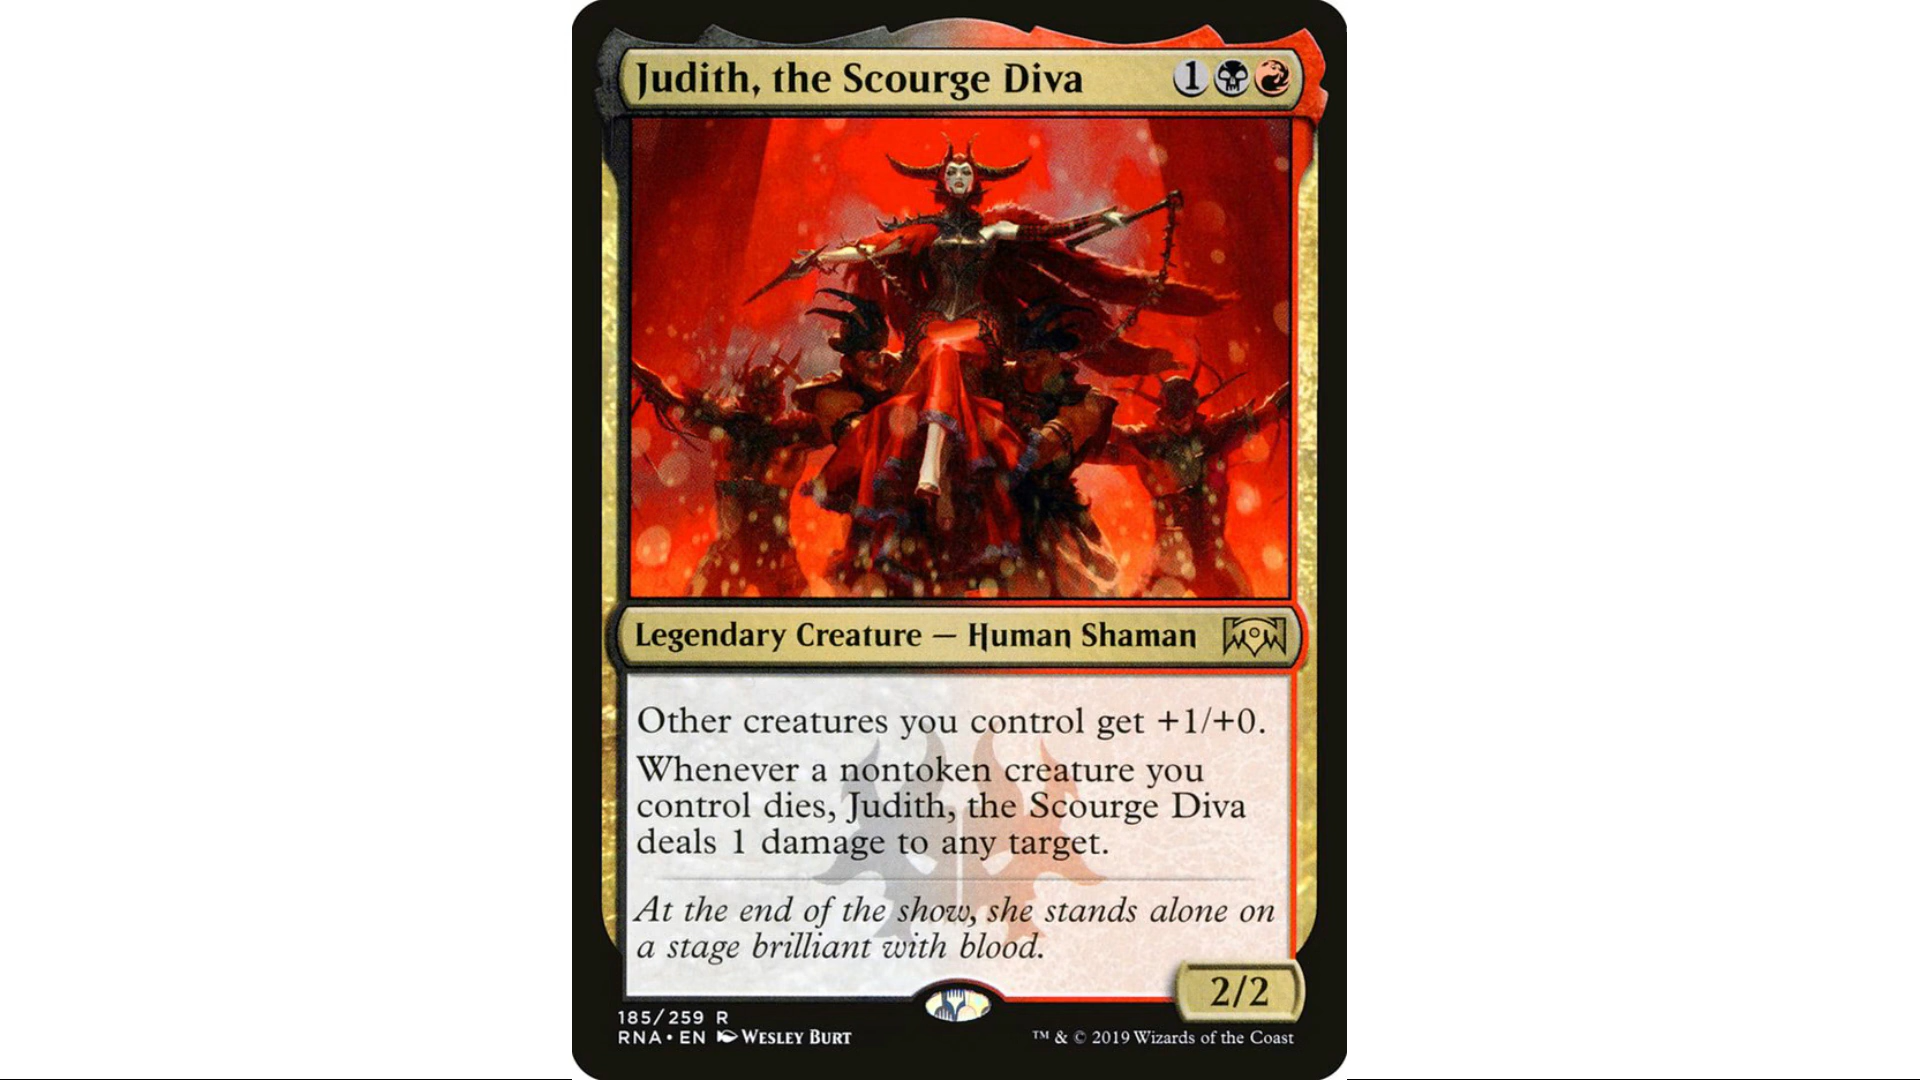 Judith, the Scourge Diva 1
Legendary Creature — Human Shaman
Other creatures you control get +1/+0.
Whenever a nontoken creature you
control dies, Judith, the Scourge Diva
deals 1 damage to any target.
At the end of the show, she stands alone on
a stage brilliant with blood.
2/2
185/259 R
RNA • EN Wesley Burt
™ & © 2019 Wizards of the Coast